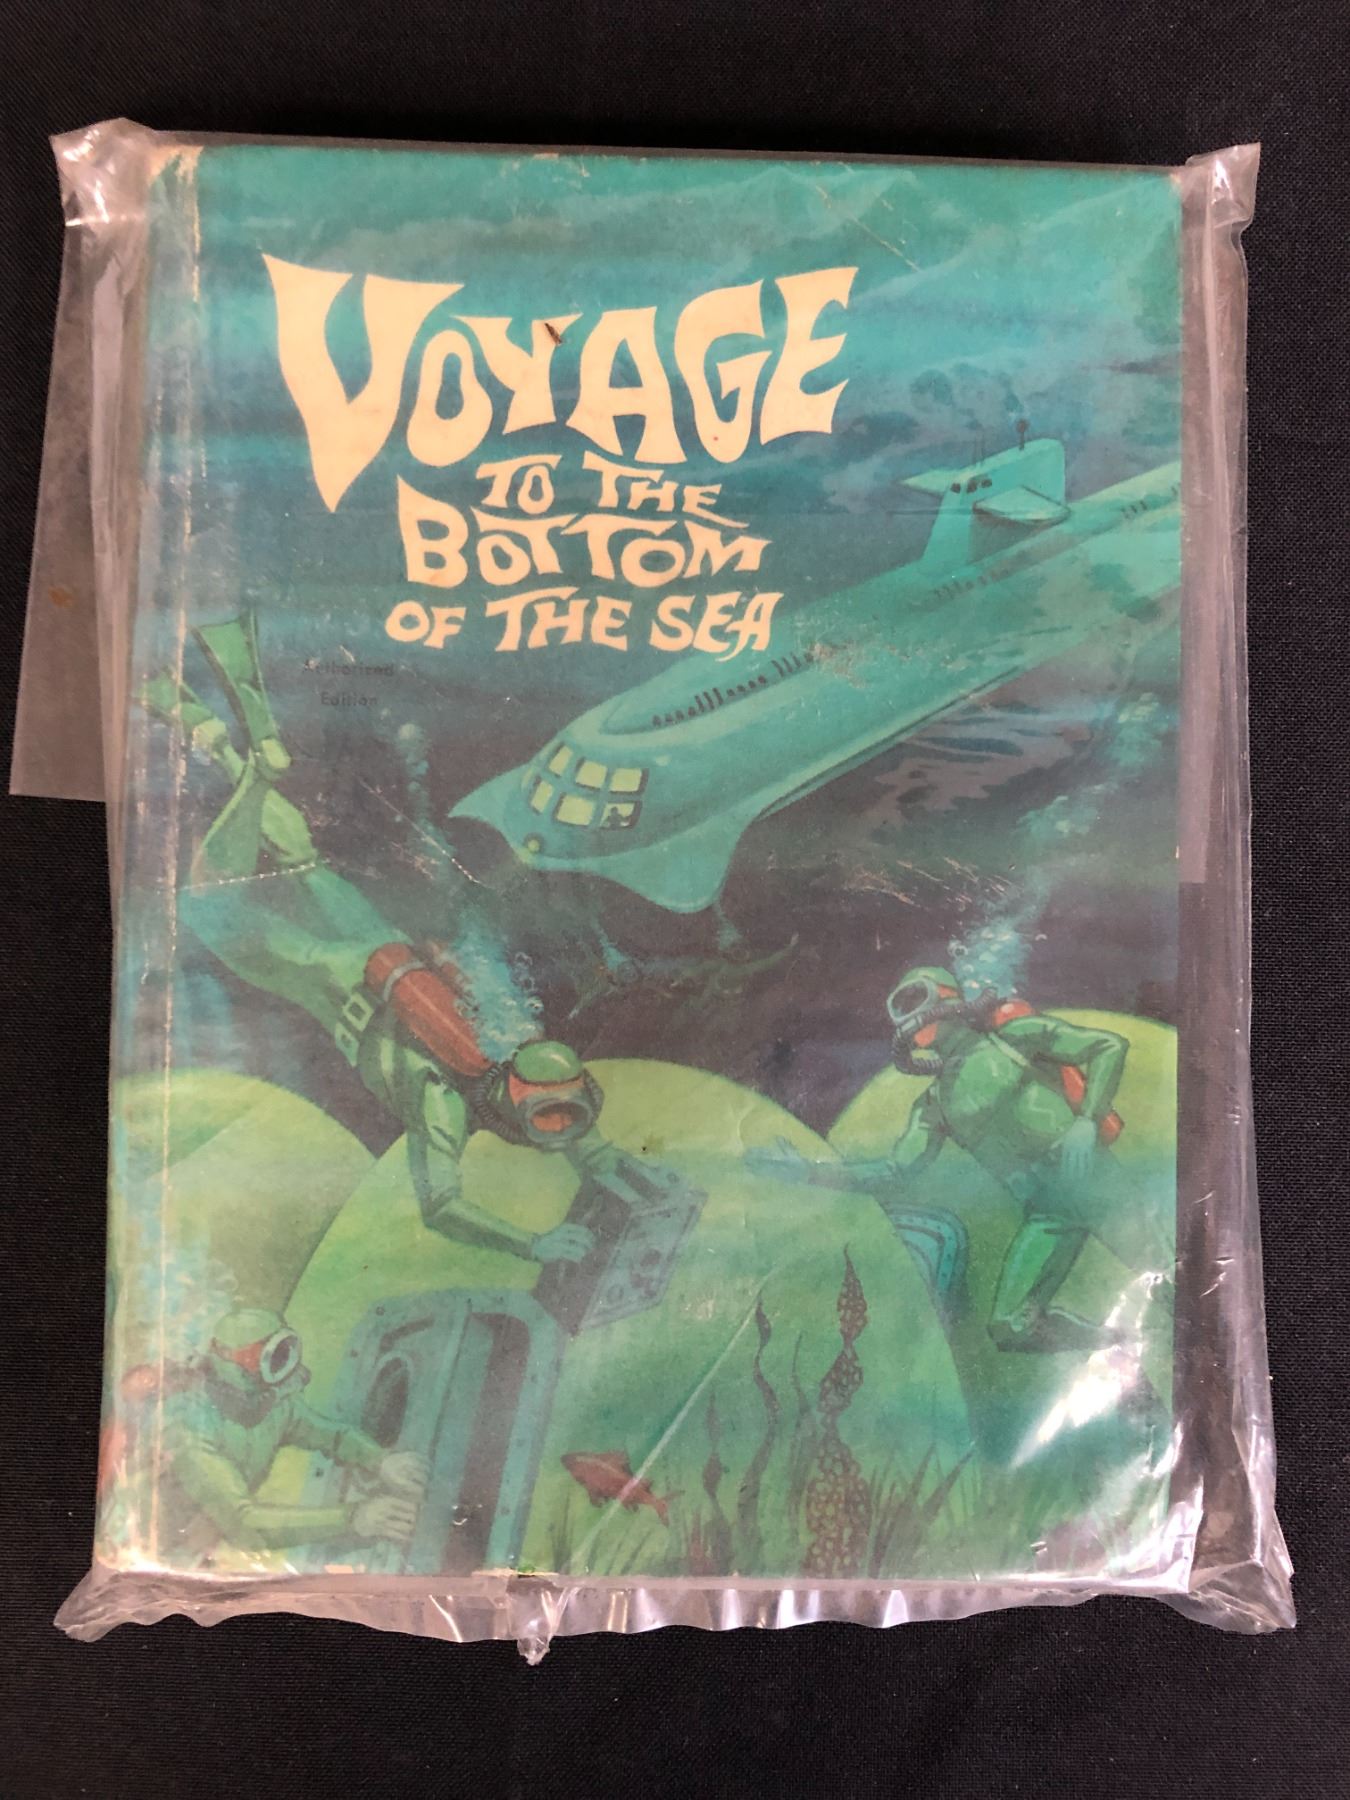 VOYAGE
TO THE
BOTTOM
OF THE SEA
Authorized
Edition